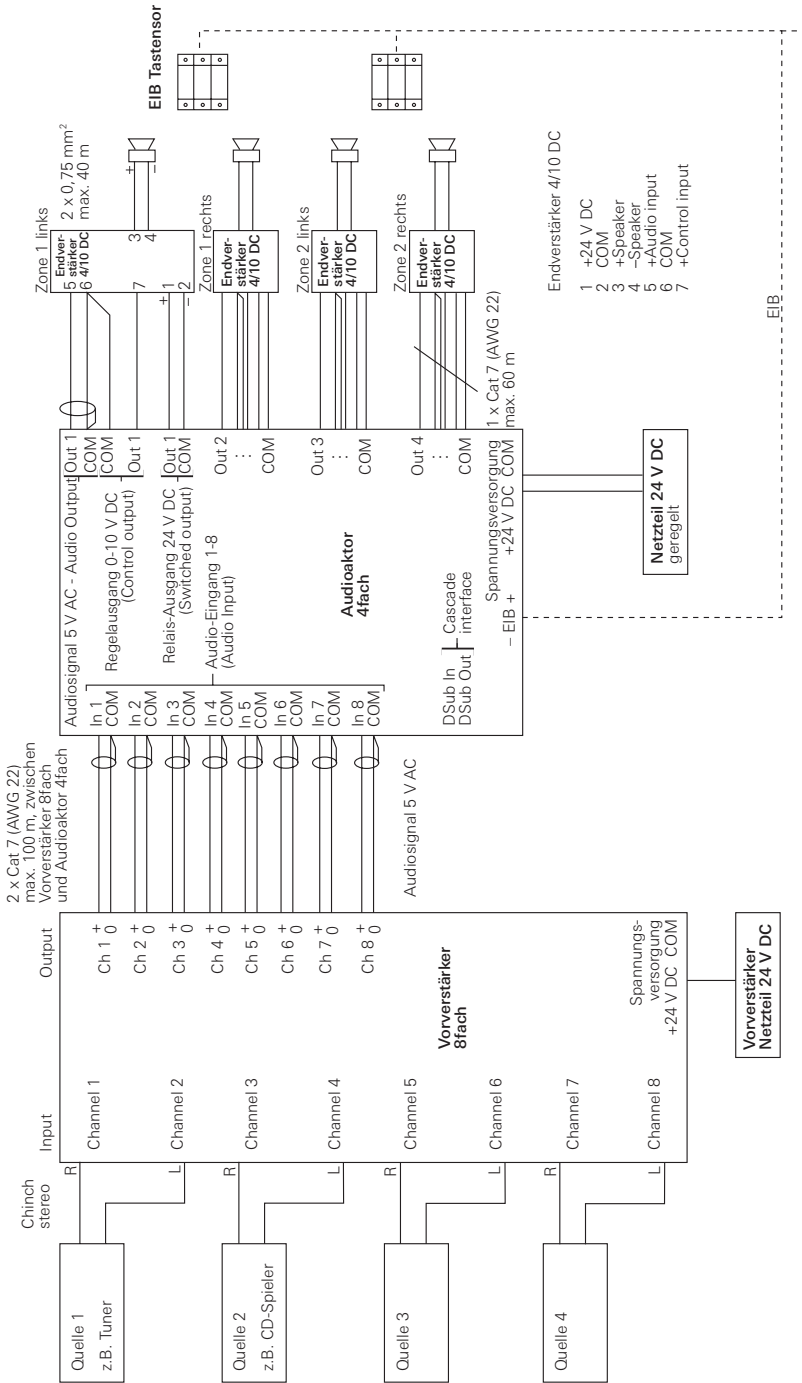 Chinch
stereo
Quelle 1
z.B. Tuner
Quelle 2
z.B. CD-Spieler
Quelle 3
Quelle 4
R
L
R
L
R
L
R
L
Input
Channel 1
Channel 2
Channel 3
Channel 4
Channel 5
Channel 6
Channel 7
Channel 8
Vorverstärker
8fach
Output
Ch 1 +
0
Ch 2 +
0
Ch 3 +
0
Ch 4 +
0
Ch 5 +
0
Ch 6 +
0
Ch 7 +
0
Ch 8 +
0
Spannungs-
versorgung
+24 V DC COM
Vorverstärker
Netzteil 24 V DC
2 x Cat 7 (AWG 22)
max. 100 m, zwischen
Vorverstärker 8fach
und Audioaktor 4fach
Audiosignal 5 V AC
Audiosignal 5 V AC - Audio Output
Out 1
COM
COM
Regelausgang 0-10 V DC
(Control output)
Out 1
Relais-Ausgang 24 V DC
(Switched output)
Out 1
COM
Audio-Eingang 1-8
(Audio Input)
In 1
COM
In 2
COM
In 3
COM
In 4
COM
In 5
COM
In 6
COM
In 7
COM
In 8
COM
Audioaktor
4fach
Out 2
:
:
COM
Out 3
:
:
COM
Out 4
:
:
COM
DSub In
DSub Out
Cascade
interface
Spannungsversorgung
– EIB +
+24 V DC COM
Netzteil 24 V DC
geregelt
1 x Cat 7 (AWG 22)
max. 60 m
Zone 1 links
5
6
7
+ 1
– 2
Endver-
stärker
4/10 DC
3
4
2 x 0,75 mm²
max. 40 m
+
–
Zone 1 rechts
Endver-
stärker
4/10 DC
Zone 2 links
Endver-
stärker
4/10 DC
Zone 2 rechts
Endver-
stärker
4/10 DC
EIB Tastensor
Endverstärker 4/10 DC
1 +24 V DC
2 COM
3 +Speaker
4 –Speaker
5 +Audio input
6 COM
7 +Control input
EIB